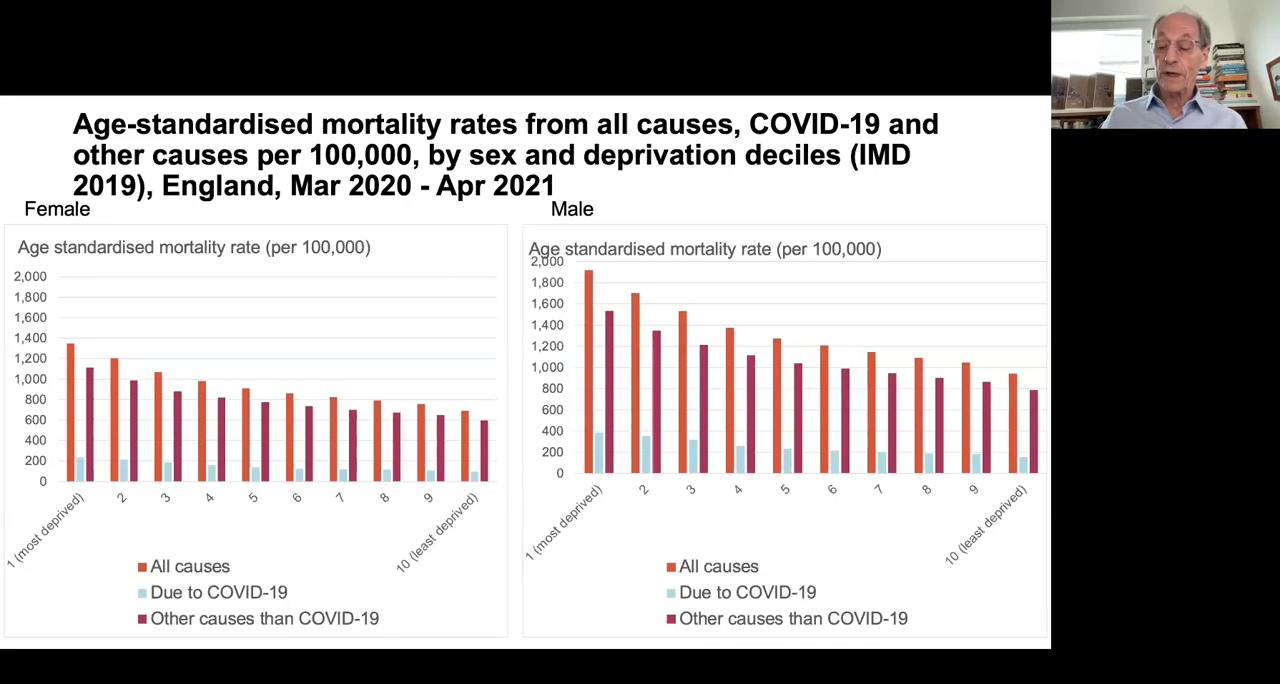 Age-standardised mortality rates from all causes, COVID-19 and
other causes per 100,000, by sex and deprivation deciles (IMD
2019), England, Mar 2020 - Apr 2021
Female
Age standardised mortality rate (per 100,000)
2,000
1,800
1,600
1,400
1,200
1,000
800
600
400
200
0
1 (most deprived)
2
3
4
5
6
7
8
9
10 (least deprived)
All causes
Due to COVID-19
Other causes than COVID-19
Male
Age standardised mortality rate (per 100,000)
2,000
1,800
1,600
1,400
1,200
1,000
800
600
400
200
0
1 (most deprived)
2
3
4
5
6
7
8
9
10 (least deprived)
All causes
Due to COVID-19
Other causes than COVID-19